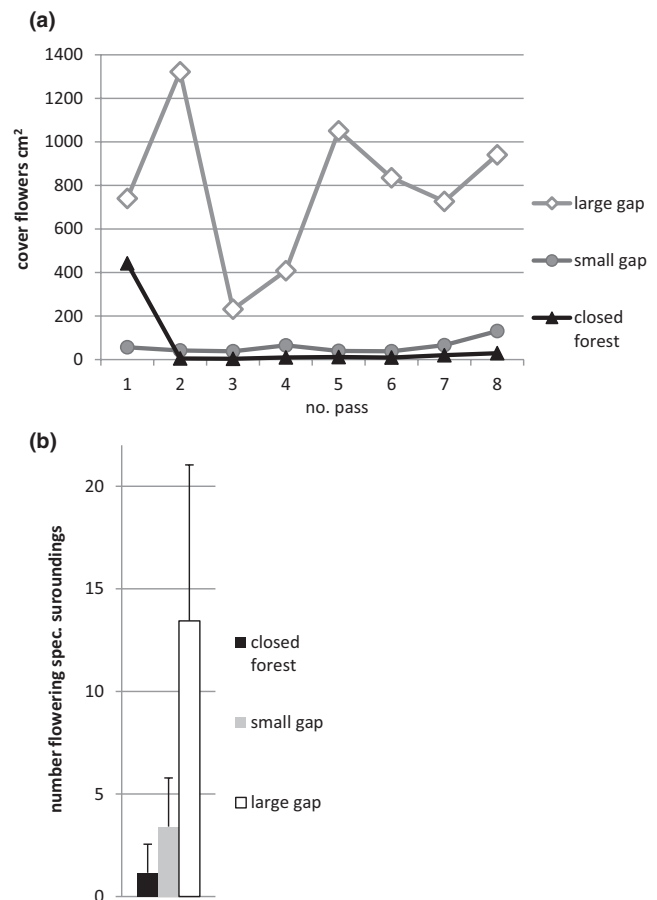 (a)
1400
1200
1000
800
600
400
200
0
cover flowers cm²
1 2 3 4 5 6 7 8
no. pass
large gap
small gap
closed
forest
(b)
20
15
10
5
0
number flowering spec. suroundings
closed
forest
small gap
large gap